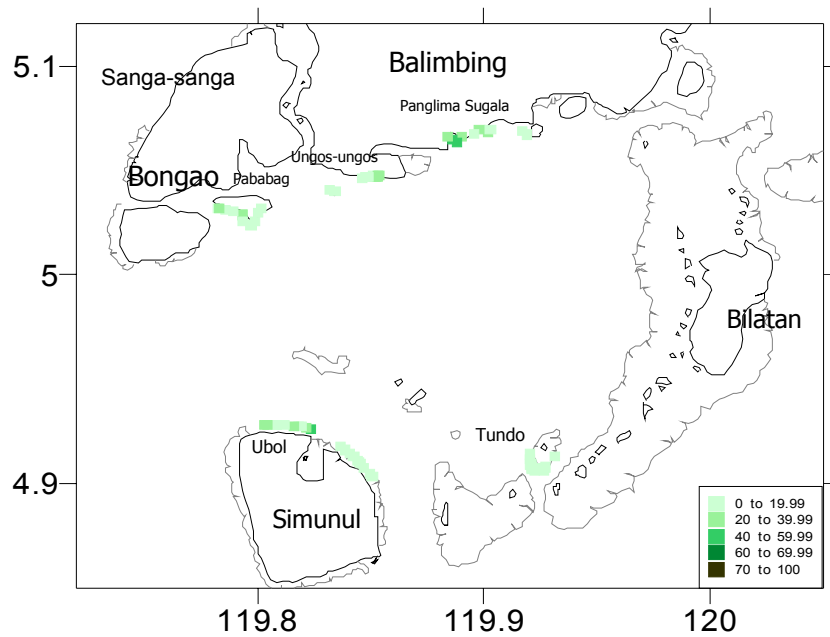 Balimbing
5.1
Sanga-sanga
Panglima Sugala
Ungos-ungos
Bongao
Pababag
5
Bilatan
Tundo
Ubol
4.9
Simunul
0 to 19.99
20 to 39.99
40 to 59.99
60 to 69.99
70 to 100
119.8 119.9 120